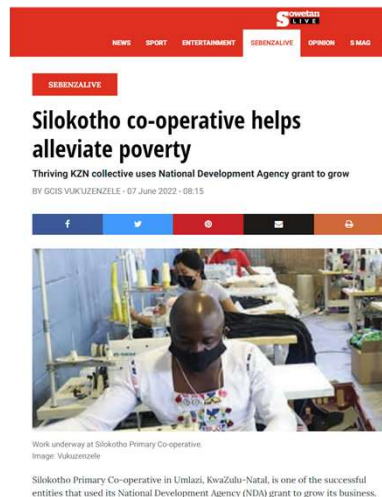 Sowetan
LIVE
NEWS SPORT ENTERTAINMENT SEBENZALIVE OPINION S MAG
SEBENZALIVE
Silokotho co-operative helps
alleviate poverty
Thriving KZN collective uses National Development Agency grant to grow
BY GCIS VUK'UZENZELE - 07 June 2022 - 08:15
Work underway at Silokotho Primary Co-operative.
Image: Vukuzenzele
Silokotho Primary Co-operative in Umlazi, KwaZulu-Natal, is one of the successful
entities that used its National Development Agency (NDA) grant to grow its business.